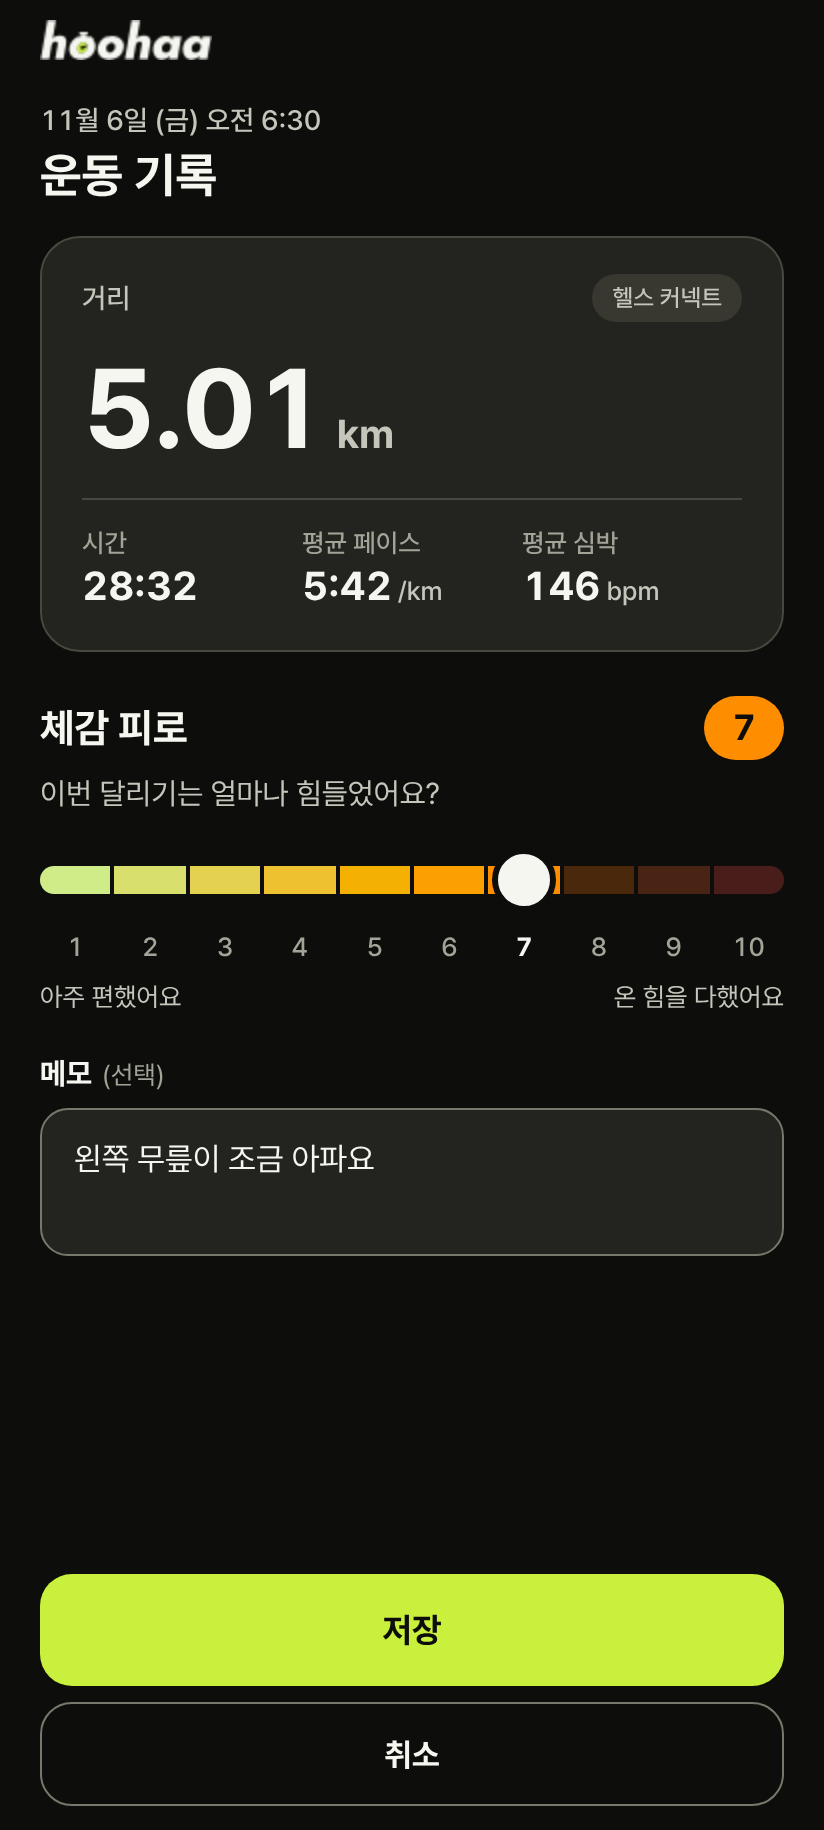 hoohaa
11월 6일 (금) 오전 6:30
운동 기록
거리
헬스 커넥트
5.01 km
시간 평균 페이스 평균 심박
28:32 5:42 /km 146 bpm
체감 피로
7
이번 달리기는 얼마나 힘들었어요?
1 2 3 4 5 6 7 8 9 10
아주 편했어요 온 힘을 다했어요
메모 (선택)
왼쪽 무릎이 조금 아파요
저장
취소